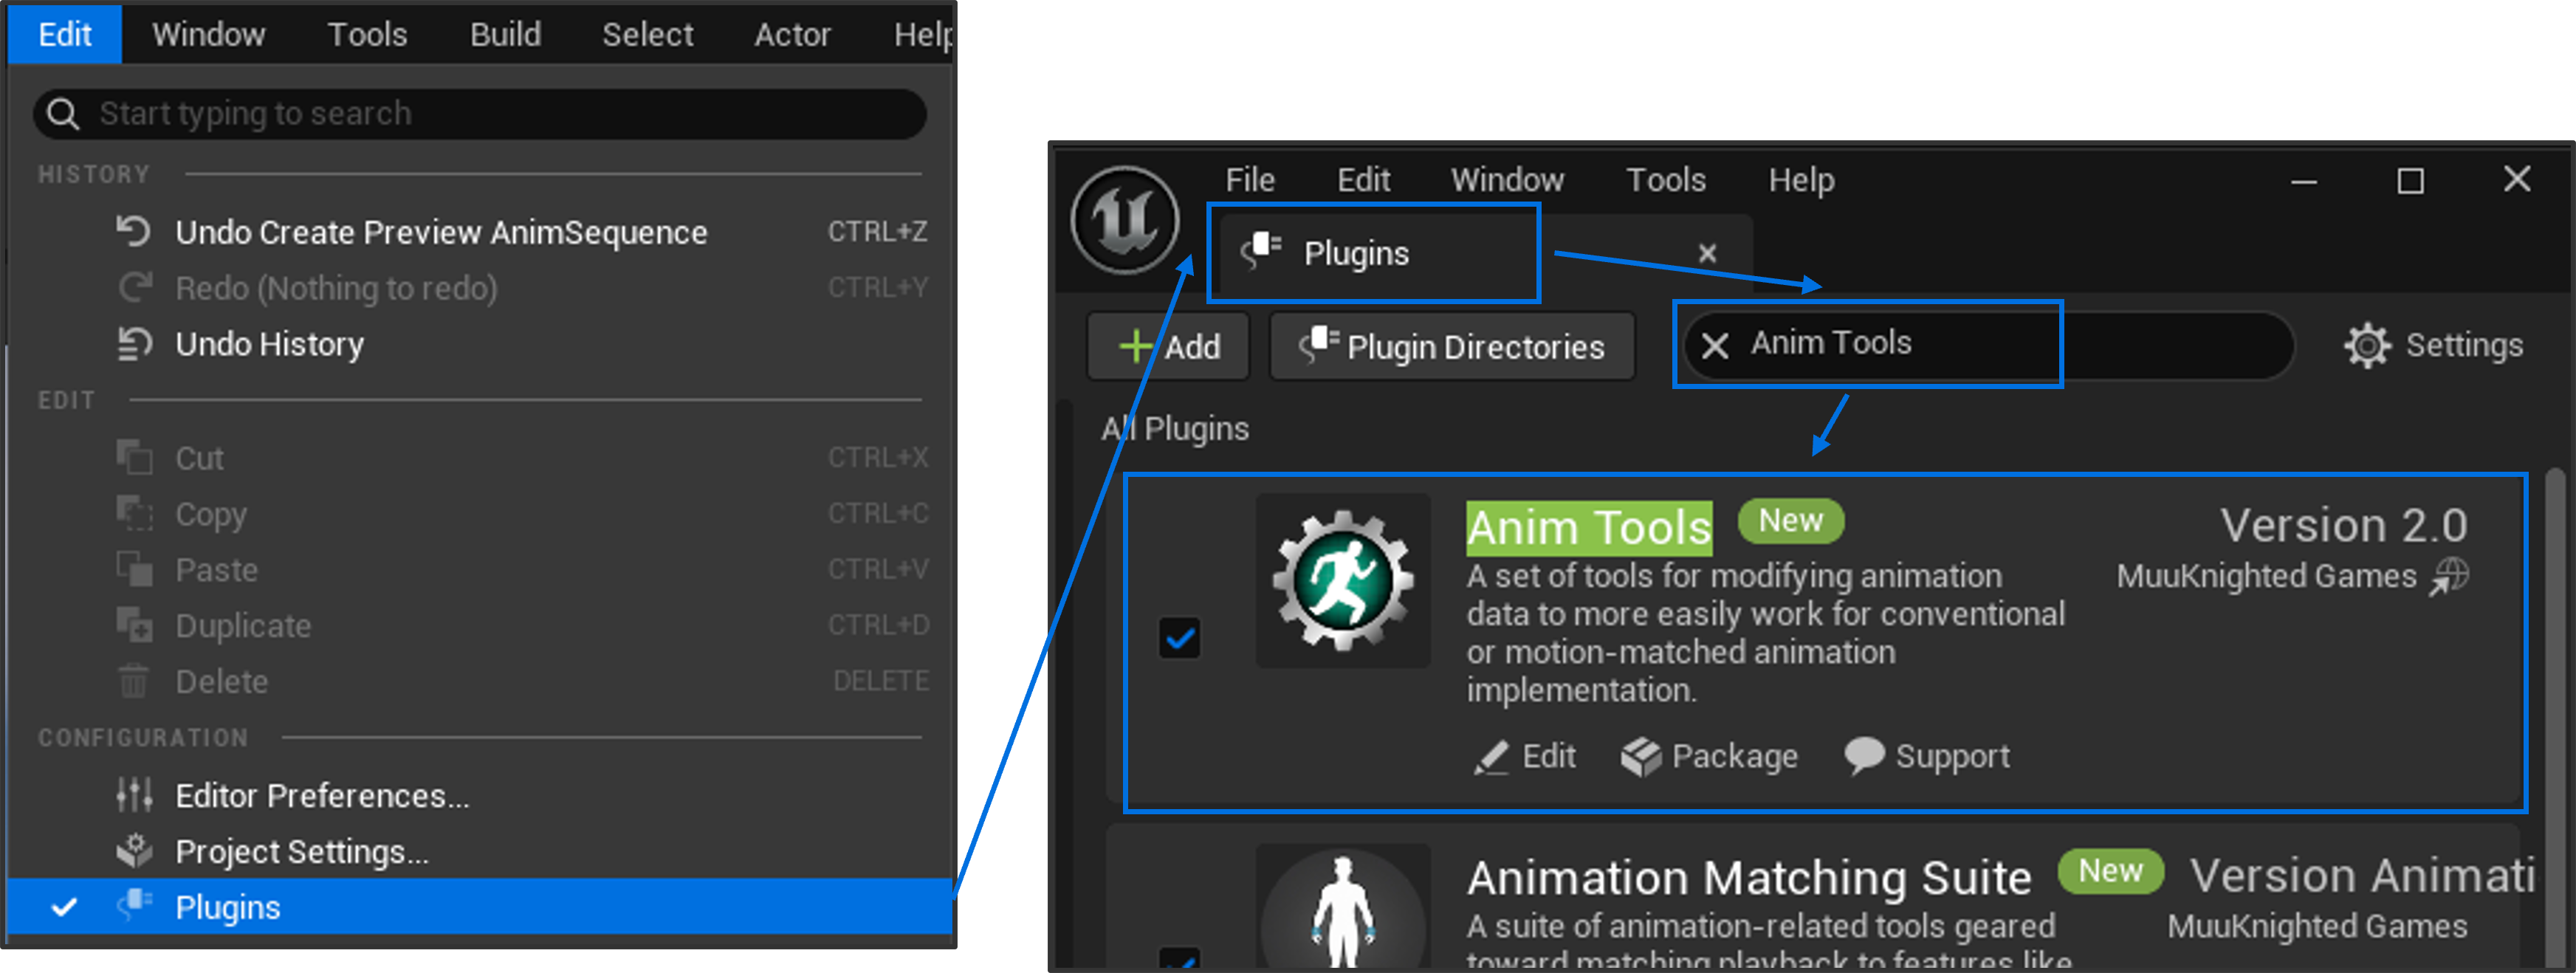 Edit Window Tools Build Select Actor Help
Start typing to search
HISTORY
Undo Create Preview AnimSequence CTRL+Z
Redo (Nothing to redo) CTRL+Y
Undo History
EDIT
Cut CTRL+X
Copy CTRL+C
Paste CTRL+V
Duplicate CTRL+D
Delete DELETE
CONFIGURATION
Editor Preferences...
Project Settings...
Plugins
File Edit Window Tools Help
Plugins
Add Plugin Directories Anim Tools Settings
All Plugins
Anim Tools New Version 2.0
MuuKnighted Games
A set of tools for modifying animation
data to more easily work for conventional
or motion-matched animation
implementation.
Edit Package Support
Animation Matching Suite New Version Animati
MuuKnighted Games
A suite of animation-related tools geared
toward matching playback to features like